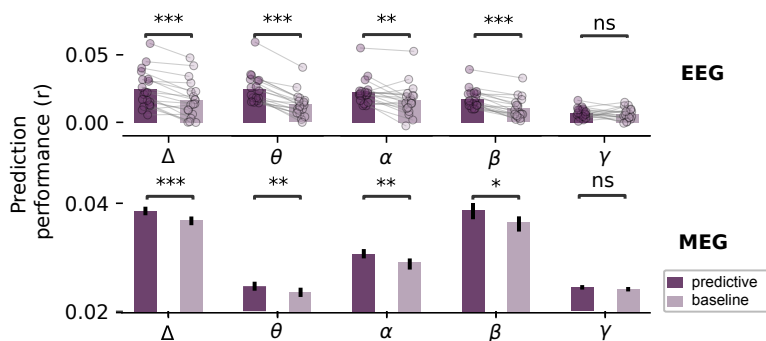 *** *** ** *** ns
0.05
EEG
0.00
Δ θ α β γ
Prediction
performance (r)
*** ** ** * ns
0.04
MEG
predictive
baseline
0.02
Δ θ α β γ